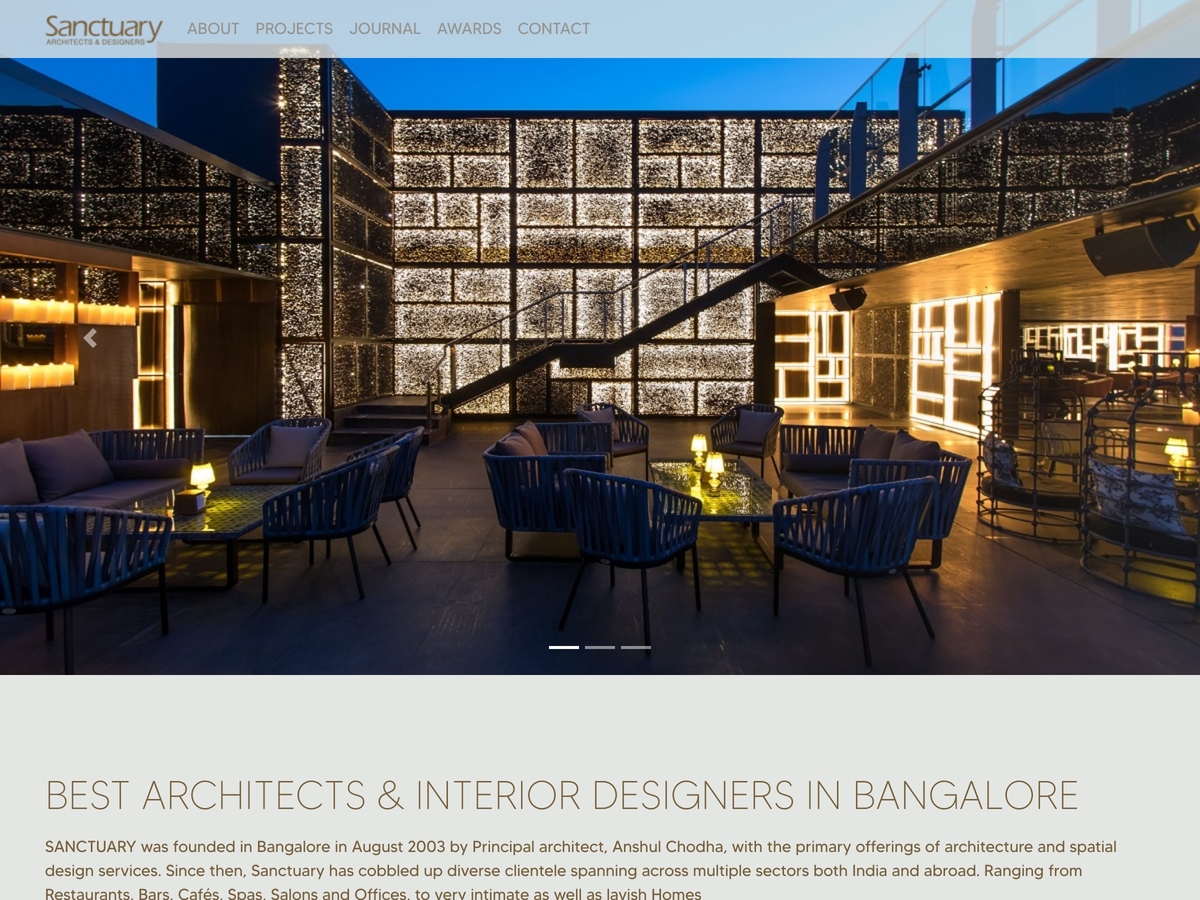 Sanctuary
ARCHITECTS & DESIGNERS
ABOUT PROJECTS JOURNAL AWARDS CONTACT
BEST ARCHITECTS & INTERIOR DESIGNERS IN BANGALORE
SANCTUARY was founded in Bangalore in August 2003 by Principal architect, Anshul Chodha, with the primary offerings of architecture and spatial
design services. Since then, Sanctuary has cobbled up diverse clientele spanning across multiple sectors both India and abroad. Ranging from
Restaurants, Bars, Cafés, Spas, Salons and Offices, to very intimate as well as lavish Homes